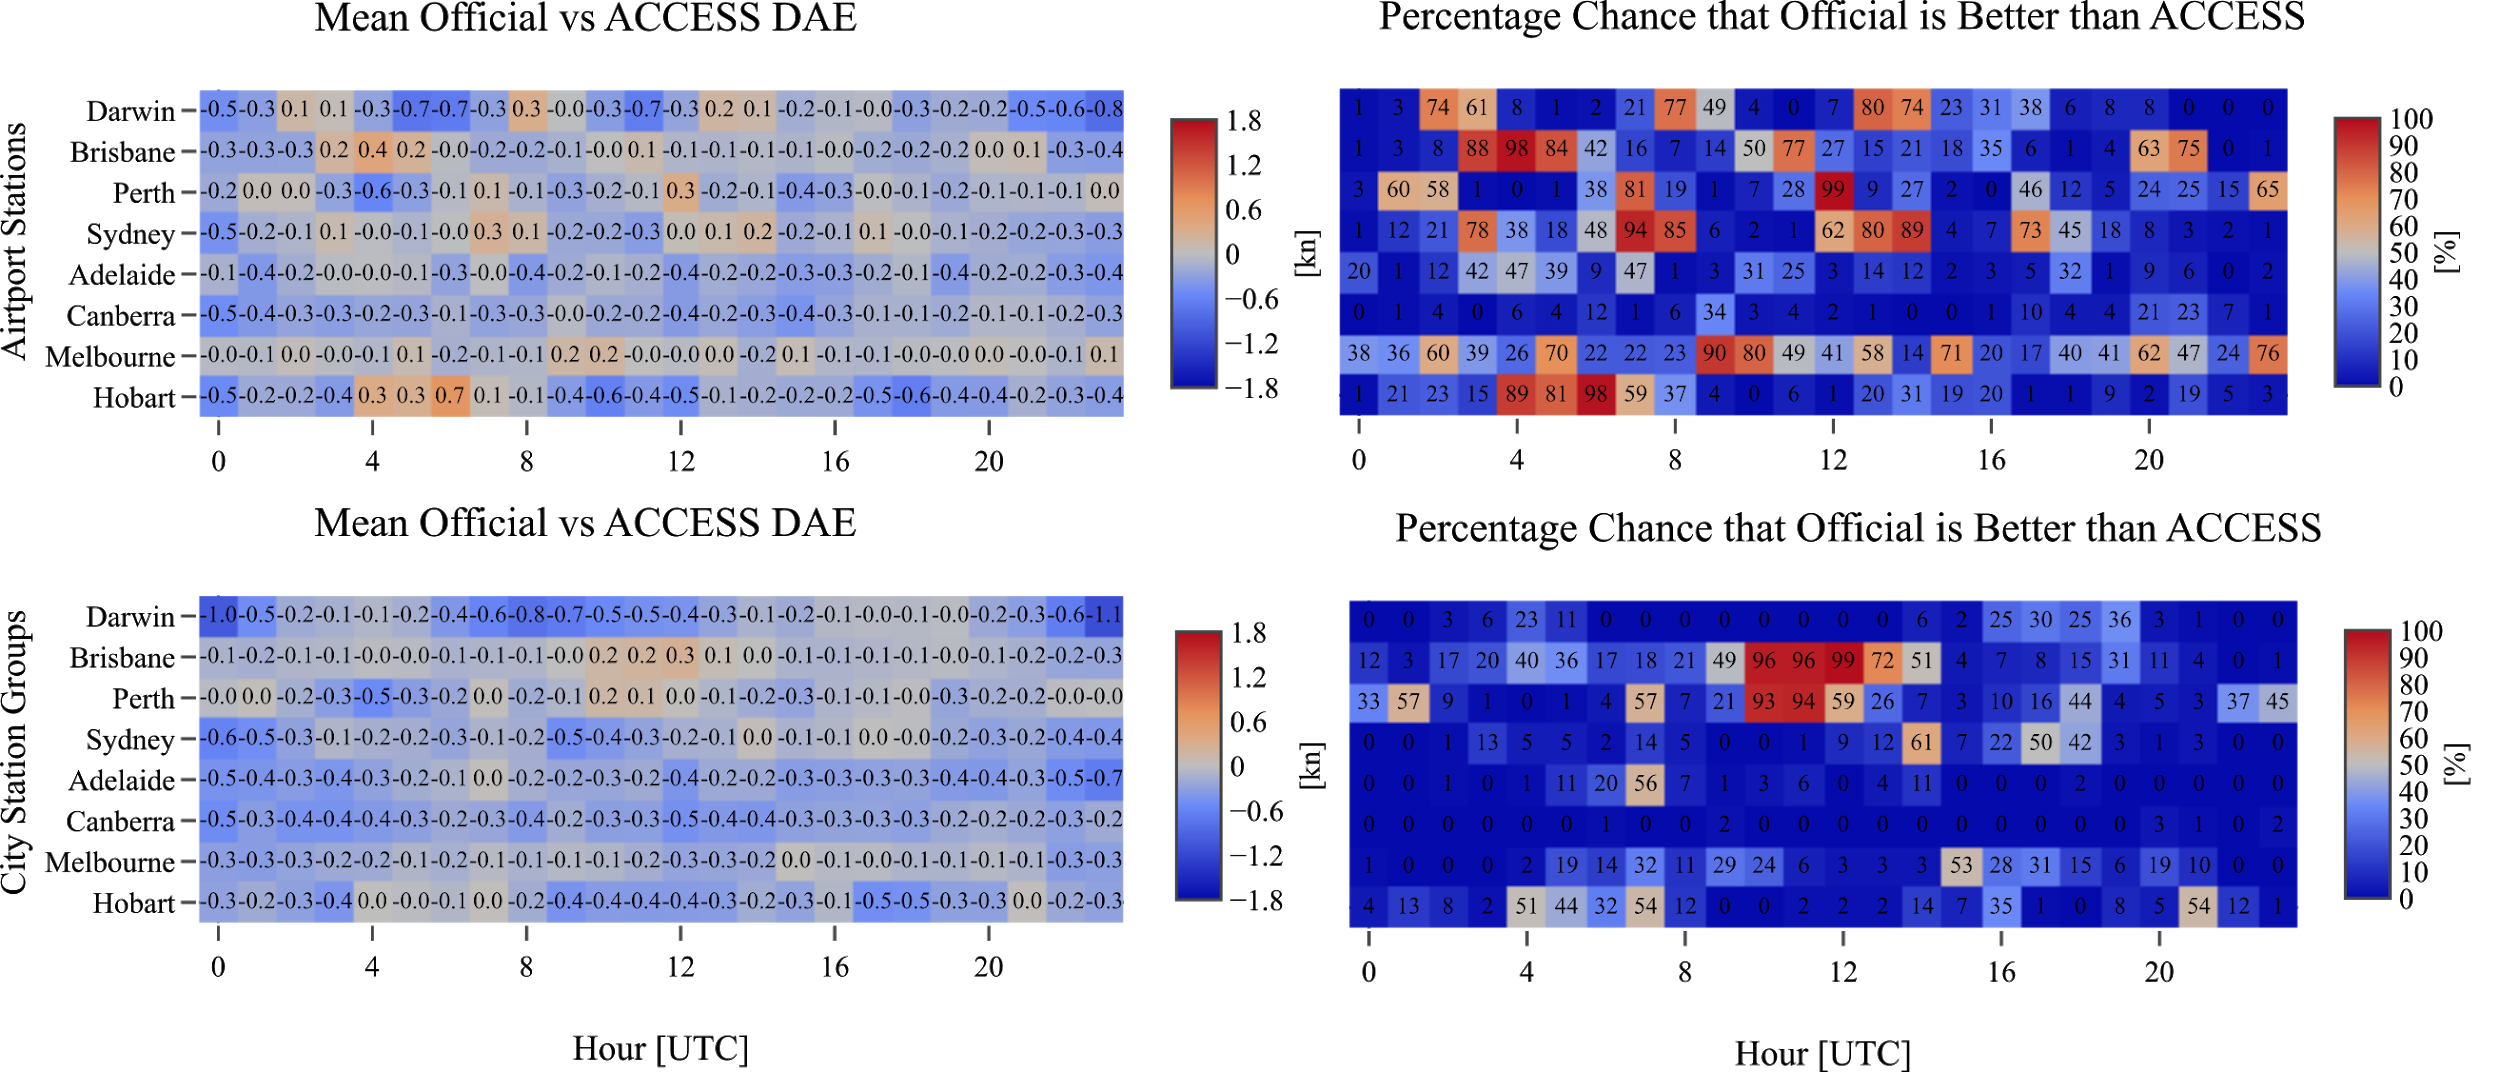 Mean Official vs ACCESS DAE
Airtport Stations
Darwin -0.5 -0.3 0.1 0.1 -0.3 -0.7 -0.7 -0.3 0.3 -0.0 -0.3 -0.7 -0.3 0.2 0.1 -0.2 -0.1 -0.0 -0.3 -0.2 -0.2 -0.5 -0.6 -0.8
Brisbane -0.3 -0.3 -0.3 0.2 0.4 0.2 -0.0 -0.2 -0.2 -0.1 -0.0 0.1 -0.1 -0.1 -0.1 -0.1 -0.0 -0.2 -0.2 -0.2 0.0 0.1 -0.3 -0.4
Perth -0.2 0.0 0.0 -0.3 -0.6 -0.3 -0.1 0.1 -0.1 -0.3 -0.2 -0.1 0.3 -0.2 -0.1 -0.4 -0.3 -0.0 -0.1 -0.2 -0.1 -0.1 -0.1 0.0
Sydney -0.5 -0.2 -0.1 0.1 -0.0 -0.1 -0.0 0.3 0.1 -0.2 -0.2 -0.3 0.0 0.1 0.2 -0.2 -0.1 0.1 -0.0 -0.1 -0.2 -0.2 -0.3 -0.3
Adelaide -0.1 -0.4 -0.2 -0.0 -0.0 -0.1 -0.3 -0.0 -0.4 -0.2 -0.1 -0.2 -0.4 -0.2 -0.2 -0.3 -0.3 -0.2 -0.1 -0.4 -0.2 -0.2 -0.3 -0.4
Canberra -0.5 -0.4 -0.3 -0.3 -0.2 -0.3 -0.1 -0.3 -0.3 -0.0 -0.2 -0.2 -0.4 -0.2 -0.3 -0.4 -0.3 -0.1 -0.1 -0.2 -0.1 -0.1 -0.2 -0.3
Melbourne -0.0 -0.1 0.0 -0.0 -0.1 0.1 -0.2 -0.1 -0.1 0.2 0.2 -0.0 -0.0 0.0 -0.2 0.1 -0.1 -0.1 -0.0 -0.0 0.0 -0.0 -0.1 0.1
Hobart -0.5 -0.2 -0.2 -0.4 0.3 0.3 0.7 0.1 -0.1 -0.4 -0.6 -0.4 -0.5 -0.1 -0.2 -0.2 -0.2 -0.5 -0.6 -0.4 -0.4 -0.2 -0.3 -0.4
0 4 8 12 16 20
1.8
1.2
0.6
0
−0.6
−1.2
−1.8
[kn]
Percentage Chance that Official is Better than ACCESS
1 3 74 61 8 1 2 21 77 49 4 0 7 80 74 23 31 38 6 8 8 0 0 0
1 3 8 88 98 84 42 16 7 14 50 77 27 15 21 18 35 6 1 4 63 75 0 1
3 60 58 1 0 1 38 81 19 1 7 28 99 9 27 2 0 46 12 5 24 25 15 65
1 12 21 78 38 18 48 94 85 6 2 1 62 80 89 4 7 73 45 18 8 3 2 1
20 1 12 42 47 39 9 47 1 3 31 25 3 14 12 2 3 5 32 1 9 6 0 2
0 1 4 0 6 4 12 1 6 34 3 4 2 1 0 0 1 10 4 4 21 23 7 1
38 36 60 39 26 70 22 22 23 90 80 49 41 58 14 71 20 17 40 41 62 47 24 76
1 21 23 15 89 81 98 59 37 4 0 6 1 20 31 19 20 1 1 9 2 19 5 3
0 4 8 12 16 20
100
90
80
70
60
50
40
30
20
10
0
[%]
Mean Official vs ACCESS DAE
City Station Groups
Darwin -1.0 -0.5 -0.2 -0.1 -0.1 -0.2 -0.4 -0.6 -0.8 -0.7 -0.5 -0.5 -0.4 -0.3 -0.1 -0.2 -0.1 -0.0 -0.1 -0.0 -0.2 -0.3 -0.6 -1.1
Brisbane -0.1 -0.2 -0.1 -0.1 -0.0 -0.0 -0.1 -0.1 -0.1 -0.0 0.2 0.2 0.3 0.1 0.0 -0.1 -0.1 -0.1 -0.1 -0.0 -0.1 -0.2 -0.2 -0.3
Perth -0.0 0.0 -0.2 -0.3 -0.5 -0.3 -0.2 0.0 -0.2 -0.1 0.2 0.1 0.0 -0.1 -0.2 -0.3 -0.1 -0.1 -0.0 -0.3 -0.2 -0.2 -0.0 -0.0
Sydney -0.6 -0.5 -0.3 -0.1 -0.2 -0.2 -0.3 -0.1 -0.2 -0.5 -0.4 -0.3 -0.2 -0.1 0.0 -0.1 -0.1 0.0 -0.0 -0.2 -0.3 -0.2 -0.4 -0.4
Adelaide -0.5 -0.4 -0.3 -0.4 -0.3 -0.2 -0.1 0.0 -0.2 -0.2 -0.3 -0.2 -0.4 -0.2 -0.2 -0.3 -0.3 -0.3 -0.3 -0.4 -0.4 -0.3 -0.5 -0.7
Canberra -0.5 -0.3 -0.4 -0.4 -0.4 -0.3 -0.2 -0.3 -0.4 -0.2 -0.3 -0.3 -0.5 -0.4 -0.4 -0.3 -0.3 -0.3 -0.3 -0.2 -0.2 -0.2 -0.3 -0.2
Melbourne -0.3 -0.3 -0.3 -0.2 -0.2 -0.1 -0.2 -0.1 -0.1 -0.1 -0.1 -0.2 -0.3 -0.3 -0.2 0.0 -0.1 -0.0 -0.1 -0.1 -0.1 -0.1 -0.3 -0.3
Hobart -0.3 -0.2 -0.3 -0.4 0.0 -0.0 -0.1 0.0 -0.2 -0.4 -0.4 -0.4 -0.4 -0.3 -0.2 -0.3 -0.1 -0.5 -0.5 -0.3 -0.3 0.0 -0.2 -0.3
0 4 8 12 16 20
Hour [UTC]
1.8
1.2
0.6
0
−0.6
−1.2
−1.8
[kn]
Percentage Chance that Official is Better than ACCESS
0 0 3 6 23 11 0 0 0 0 0 0 0 0 6 2 25 30 25 36 3 1 0 0
12 3 17 20 40 36 17 18 21 49 96 96 99 72 51 4 7 8 15 31 11 4 0 1
33 57 9 1 0 1 4 57 7 21 93 94 59 26 7 3 10 16 44 4 5 3 37 45
0 0 1 13 5 5 2 14 5 0 0 1 9 12 61 7 22 50 42 3 1 3 0 0
0 0 1 0 1 11 20 56 7 1 3 6 0 4 11 0 0 0 2 0 0 0 0 0
0 0 0 0 0 0 1 0 0 2 0 0 0 0 0 0 0 0 0 0 3 1 0 2
1 0 0 0 2 19 14 32 11 29 24 6 3 3 3 53 28 31 15 6 19 10 0 0
4 13 8 2 51 44 32 54 12 0 0 2 2 2 14 7 35 1 0 8 5 54 12 1
0 4 8 12 16 20
Hour [UTC]
100
90
80
70
60
50
40
30
20
10
0
[%]